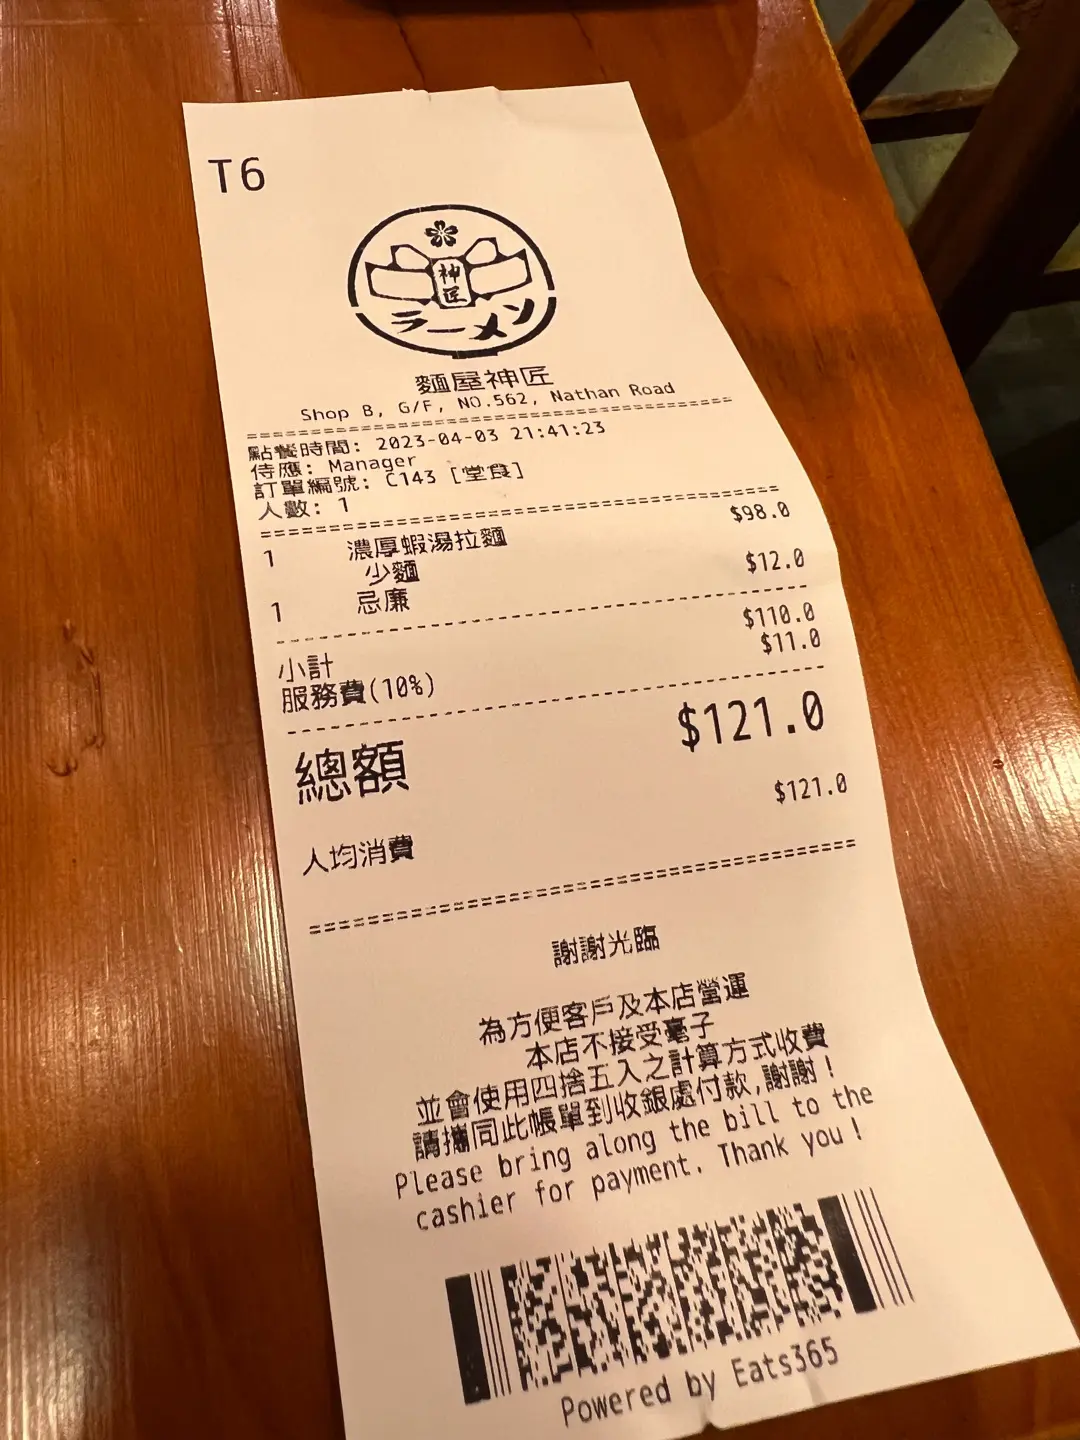 T6
神匠
ラーメン
麵屋神匠
Shop B, G/F, NO.562, Nathan Road
點餐時間: 2023-04-03 21:41:23
侍應: Manager
訂單編號: C143 [堂食]
人數: 1
1 濃厚蝦湯拉麵 $98.0
少麵
1 忌廉 $12.0
小計 $110.0
服務費(10%) $11.0
總額 $121.0
人均消費 $121.0
謝謝光臨
為方便客戶及本店營運
本店不接受毫子
並會使用四捨五入之計算方式收費
請攜同此帳單到收銀處付款,謝謝！
Please bring along the bill to the
cashier for payment. Thank you！
Powered by Eats365